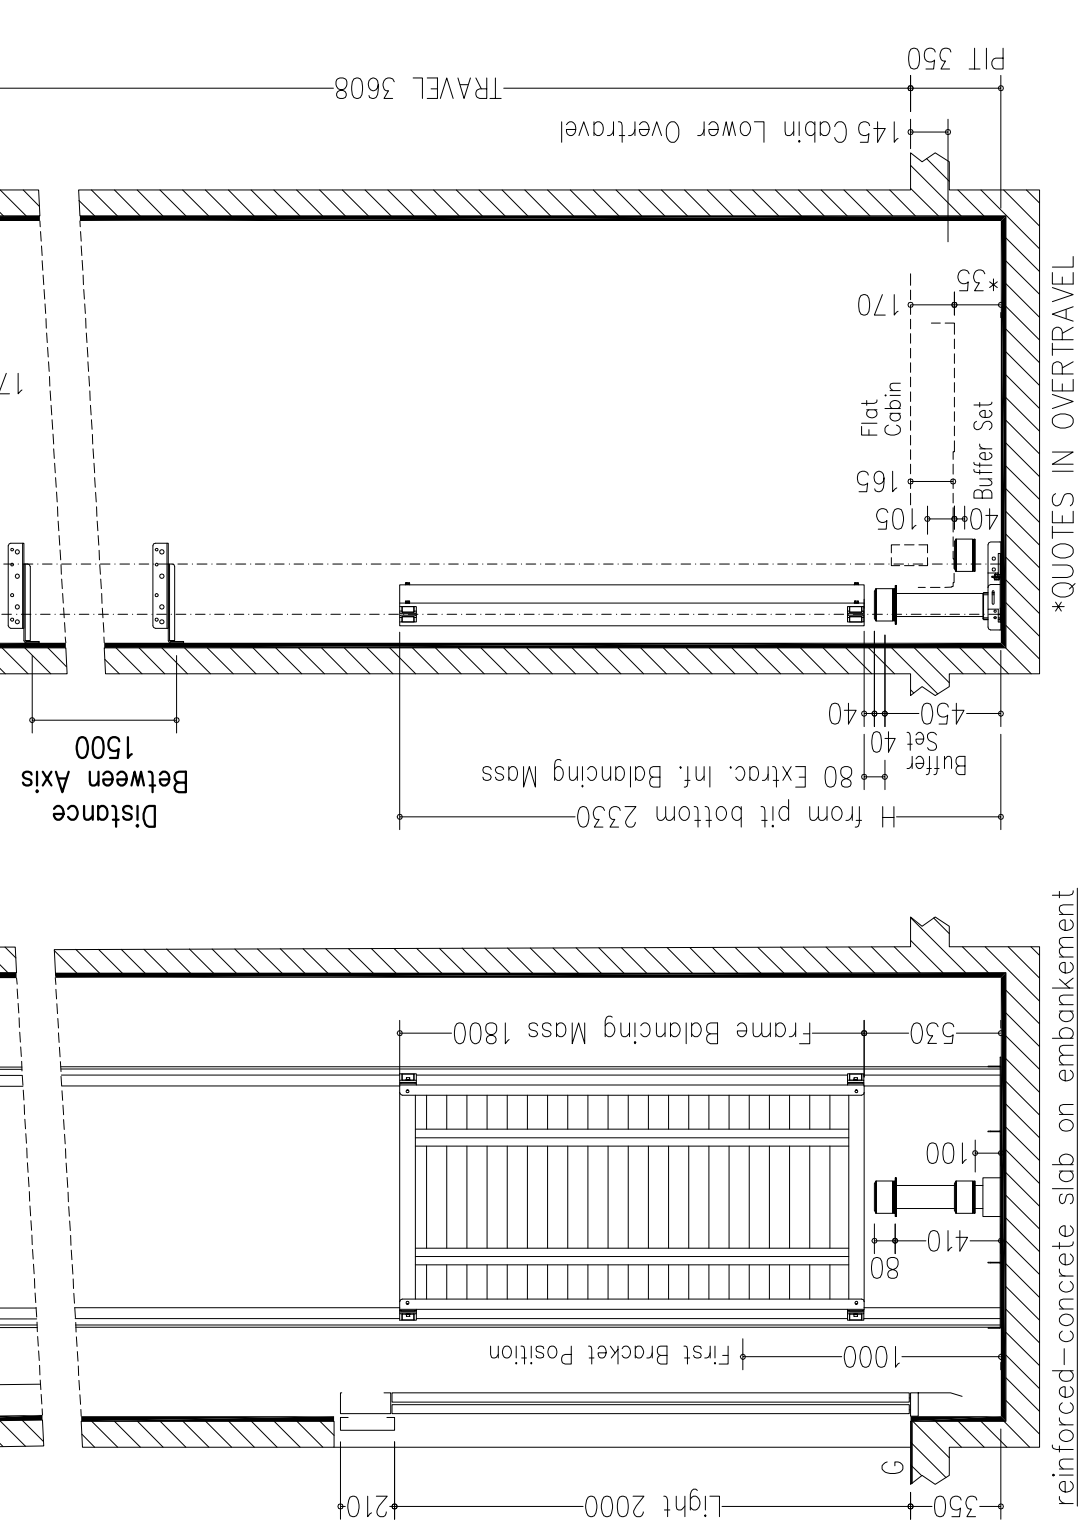 PIT 350
TRAVEL 3608
145 Cabin Lower Overtravel
*35
170
17
Flat
Cabin
Buffer Set
165
105
40
*QUOTES IN OVERTRAVEL
450
40
Buffer
Set 40
80 Extrac. Inf. Balancing Mass
H from pit bottom 2330
Distance
Between Axis
1500
530
Frame Balancing Mass 1800
100
410
80
1000
First Bracket Position
G
350
Light 2000
210
reinforced-concrete slab on embankement